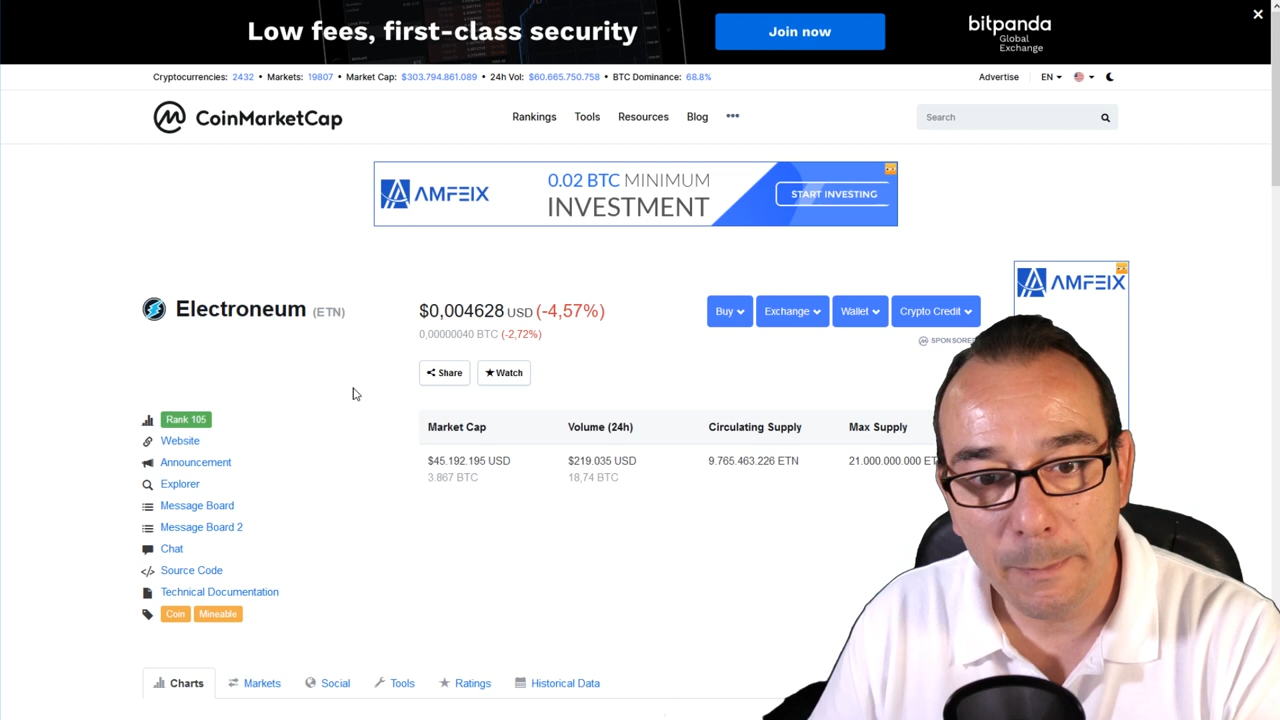 Low fees, first-class security
Join now
bitpanda
Global
Exchange
Cryptocurrencies: 2432 • Markets: 19807 • Market Cap: $303.794.861.089 • 24h Vol: $60.665.750.758 • BTC Dominance: 68.8%
Advertise
EN
CoinMarketCap
Rankings
Tools
Resources
Blog
Search
AMFEIX
0.02 BTC MINIMUM
INVESTMENT
START INVESTING
AMFEIX
Electroneum (ETN)
$0,004628 USD (-4,57%)
0,00000040 BTC (-2,72%)
Buy
Exchange
Wallet
Crypto Credit
Share
Watch
Rank 105
Website
Announcement
Explorer
Message Board
Message Board 2
Chat
Source Code
Technical Documentation
Coin
Mineable
Market Cap
Volume (24h)
Circulating Supply
Max Supply
$45.192.195 USD
$219.035 USD
9.765.463.226 ETN
21.000.000.000
3.867 BTC
18,74 BTC
Charts
Markets
Social
Tools
Ratings
Historical Data